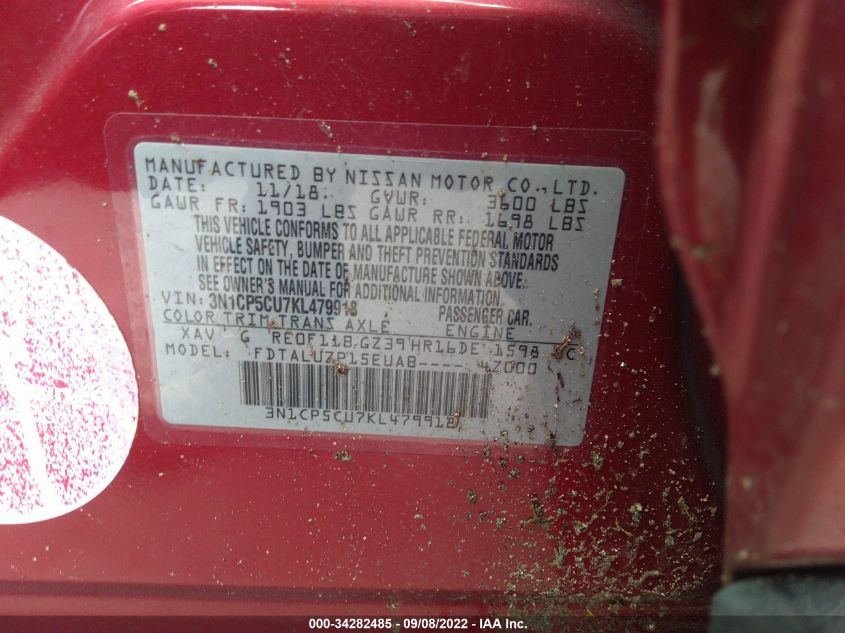 MANUFACTURED BY NISSAN MOTOR CO., LTD.
DATE: 11/18 GVWR: 3600 LBS
GAWR FR: 1903 LBS GAWR RR: 1698 LBS
THIS VEHICLE CONFORMS TO ALL APPLICABLE FEDERAL MOTOR
VEHICLE SAFETY, BUMPER AND THEFT PREVENTION STANDARDS
IN EFFECT ON THE DATE OF MANUFACTURE SHOWN ABOVE.
SEE OWNER'S MANUAL FOR ADDITIONAL INFORMATION.
VIN: 3N1CP5CU7KL479918 PASSENGER CAR.
COLOR TRIM TRANS AXLE ENGINE
XAV G RE0F11B GZ39 HR16DE 1598 CC
MODEL: FDTALUZP15EUA8---- 4Z000
3N1CP5CU7KL479918
000-34282485 - 09/08/2022 - IAA Inc.